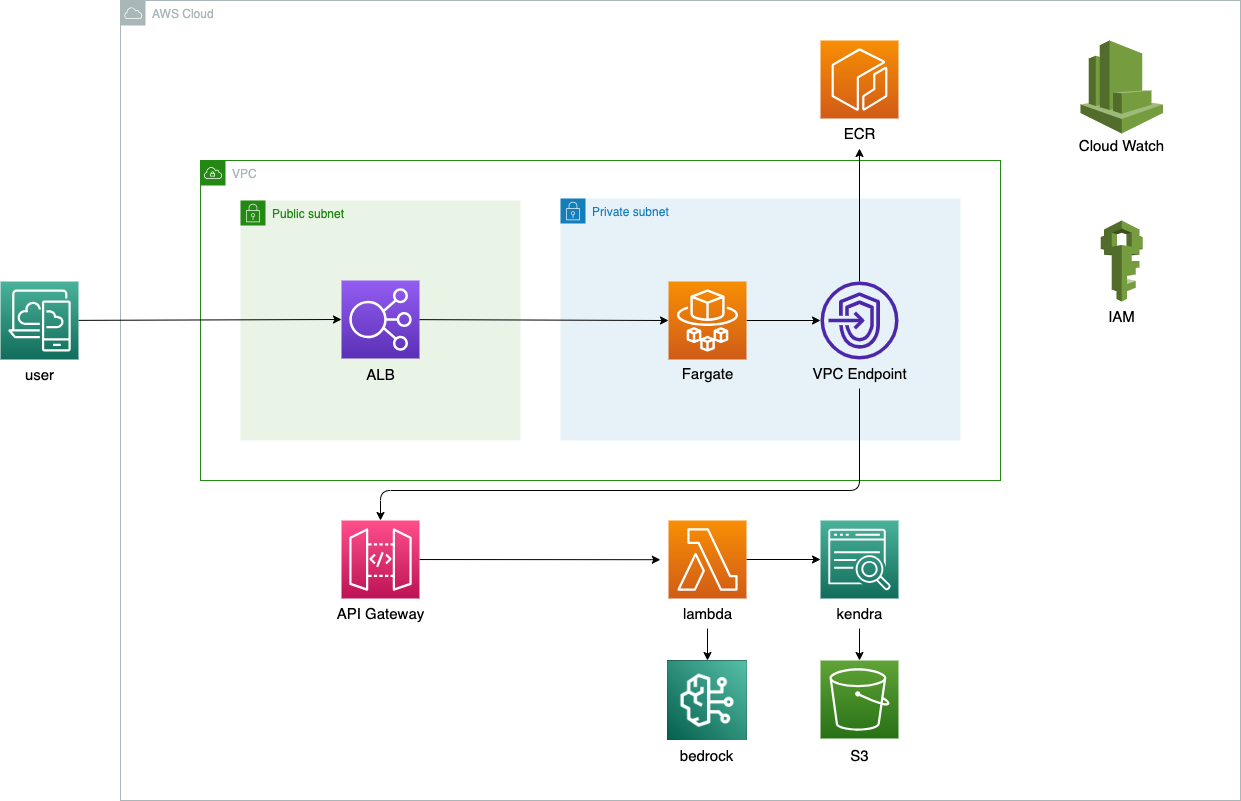 AWS Cloud
ECR
Cloud Watch
VPC
Public subnet
Private subnet
IAM
user
ALB
Fargate
VPC Endpoint
</>
API Gateway
lambda
kendra
bedrock
S3